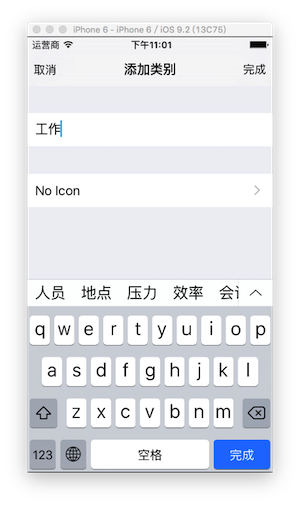 iPhone 6 - iPhone 6 / iOS 9.2 (13C75)
运营商 下午11:01
取消 添加类别 完成
工作
No Icon
人员 地点 压力 效率
q w e r t y u i o p
a s d f g h j k l
z x c v b n m
123 空格 完成